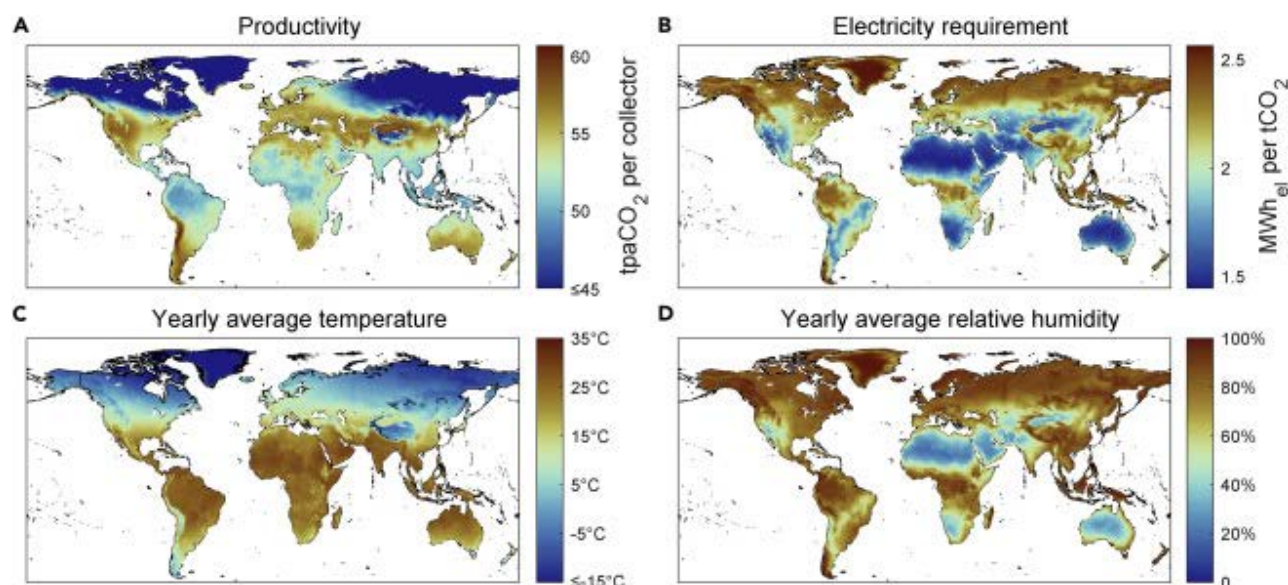 A Productivity
60
55
50
≤45
tpaCO₂ per collector
B Electricity requirement
2.5
2
1.5
MWhₑₗ per tCO₂
C Yearly average temperature
35°C
25°C
15°C
5°C
-5°C
≤-15°C
D Yearly average relative humidity
100%
80%
60%
40%
20%
0